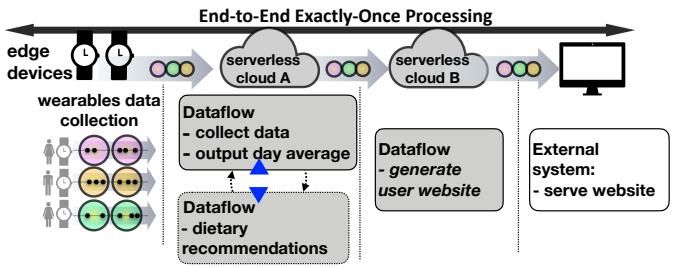 End-to-End Exactly-Once Processing
edge
devices
serverless
cloud A
serverless
cloud B
wearables data
collection
Dataflow
- collect data
- output day average
Dataflow
- dietary
recommendations
Dataflow
- generate
user website
External
system:
- serve website